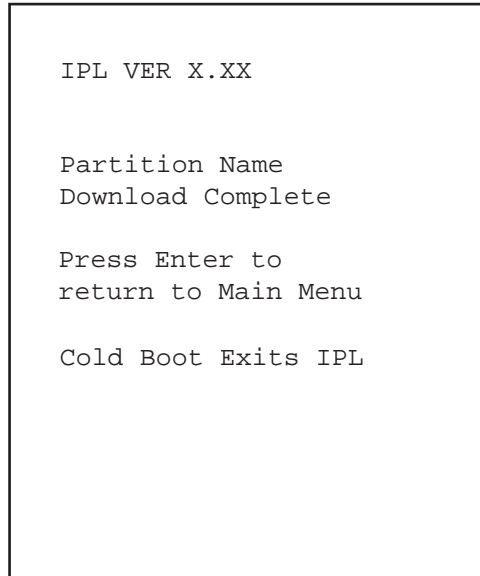 IPL VER X.XX
Partition Name
Download Complete
Press Enter to
return to Main Menu
Cold Boot Exits IPL